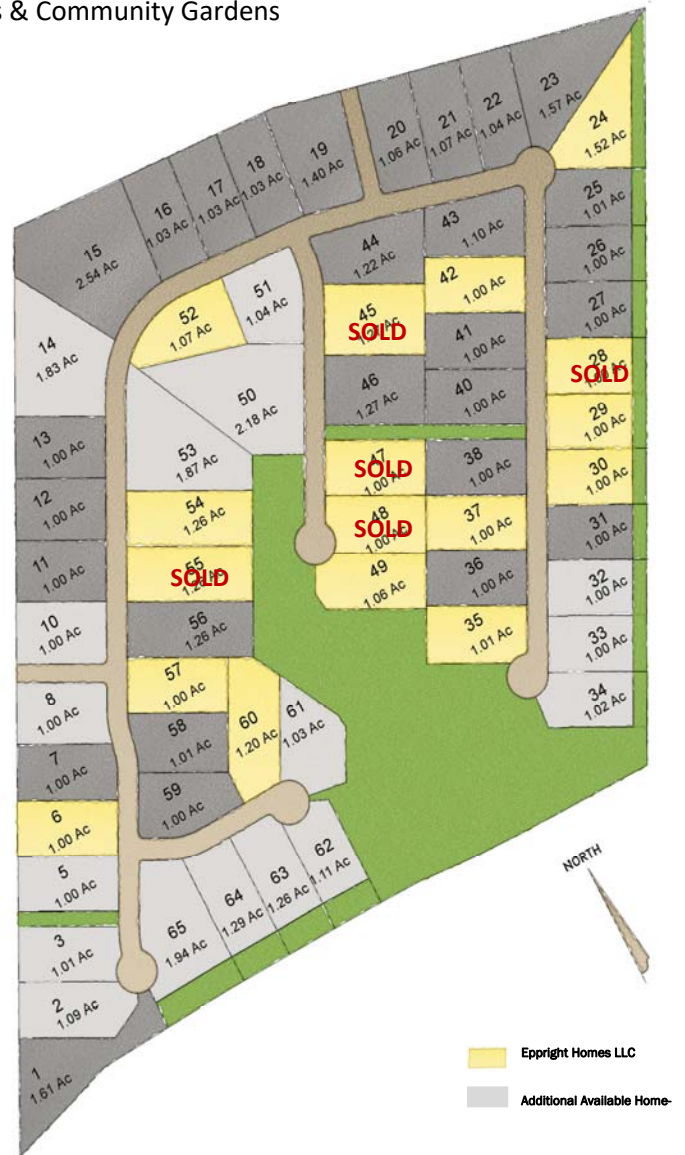 s & Community Gardens
23
1.57 Ac
22
1.04 Ac
21
1.07 Ac
20
1.06 Ac
24
1.52 Ac
19
1.40 Ac
18
1.03 Ac
17
1.03 Ac
16
1.03 Ac
15
2.54 Ac
25
1.01 Ac
43
1.10 Ac
44
1.22 Ac
26
1.00 Ac
42
1.00 Ac
51
1.04 Ac
27
1.00 Ac
52
1.07 Ac
45
SOLD
41
1.00 Ac
14
1.83 Ac
28
SOLD
46
1.27 Ac
40
1.00 Ac
50
2.18 Ac
29
1.00 Ac
13
1.00 Ac
53
1.87 Ac
47
SOLD
1.00 Ac
38
1.00 Ac
30
1.00 Ac
12
1.00 Ac
54
1.26 Ac
48
SOLD
1.00 Ac
37
1.00 Ac
31
1.00 Ac
11
1.00 Ac
55
SOLD
49
1.06 Ac
36
1.00 Ac
32
1.00 Ac
10
1.00 Ac
56
1.26 Ac
35
1.01 Ac
33
1.00 Ac
57
1.00 Ac
34
1.02 Ac
8
1.00 Ac
58
1.01 Ac
60
1.20 Ac
61
1.03 Ac
7
1.00 Ac
59
1.00 Ac
6
1.00 Ac
5
1.00 Ac
62
1.11 Ac
63
1.26 Ac
64
1.29 Ac
65
1.94 Ac
3
1.01 Ac
2
1.09 Ac
1
1.61 Ac
NORTH
Eppright Homes LLC
Additional Available Home-